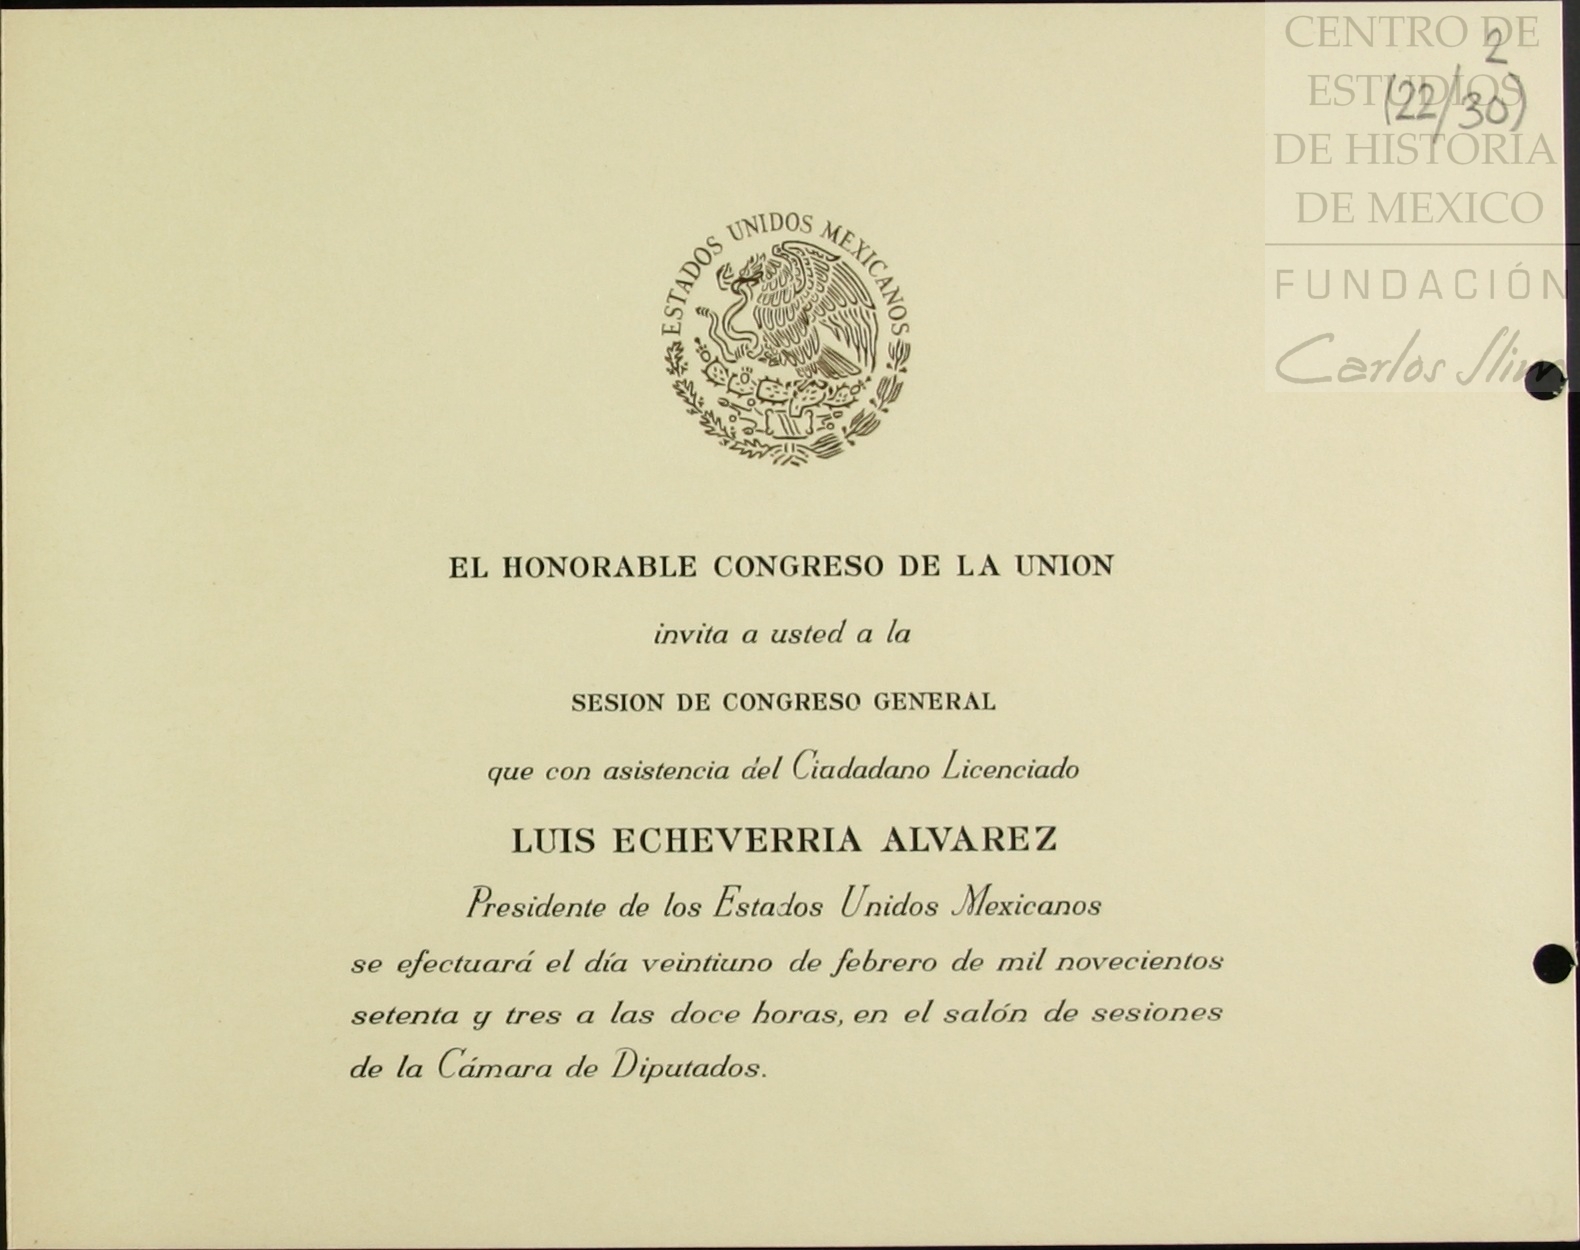 CENTRO DE
ESTUDIOS
DE HISTORIA
DE MEXICO
FUNDACIÓN
Carlos Slim
2
(22/30)
ESTADOS UNIDOS MEXICANOS
EL HONORABLE CONGRESO DE LA UNION
invita a usted a la
SESION DE CONGRESO GENERAL
que con asistencia del Ciudadano Licenciado
LUIS ECHEVERRIA ALVAREZ
Presidente de los Estados Unidos Mexicanos
se efectuará el día veintiuno de febrero de mil novecientos
setenta y tres a las doce horas, en el salón de sesiones
de la Cámara de Diputados.